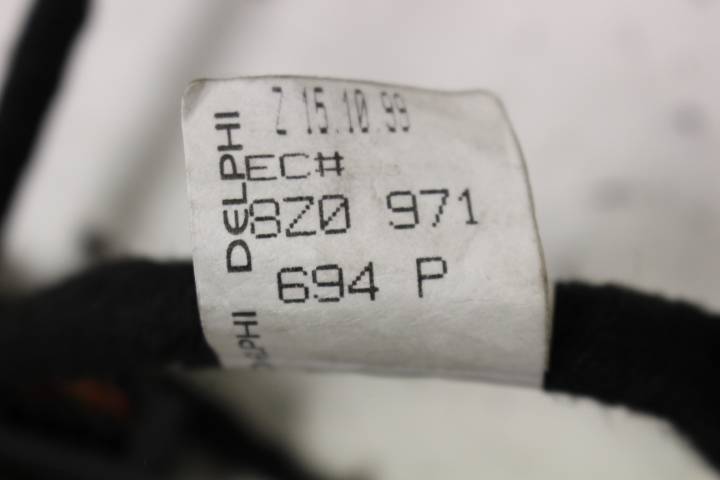 Z 15.10 99
EC#
8Z0 971
694 P
DELPHI
DELPHI